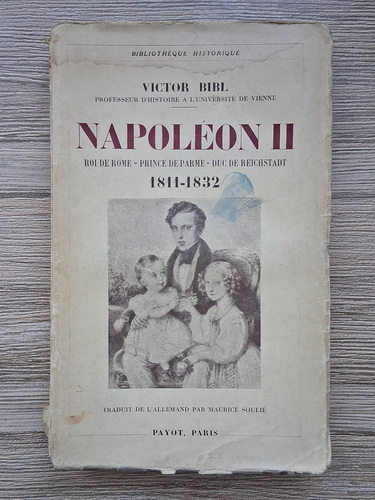 BIBLIOTHÈQUE HISTORIQUE
VICTOR BIBL
PROFESSEUR D'HISTOIRE A L'UNIVERSITÉ DE VIENNE
NAPOLÉON II
ROI DE ROME - PRINCE DE PARME - DUC DE REICHSTADT
1811-1832
TRADUIT DE L'ALLEMAND PAR MAURICE SOULIÉ
PAYOT, PARIS